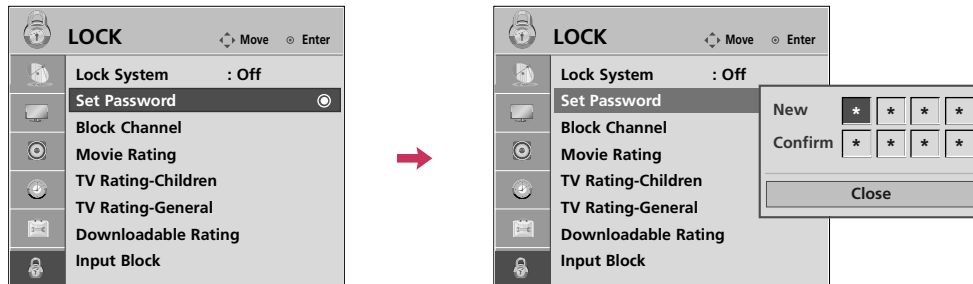 LOCK Move Enter
Lock System : Off
Set Password
Block Channel
Movie Rating
TV Rating-Children
TV Rating-General
Downloadable Rating
Input Block
LOCK Move Enter
Lock System : Off
Set Password
Block Channel
Movie Rating
TV Rating-Children
TV Rating-General
Downloadable Rating
Input Block
New * * * *
Confirm * * * *
Close